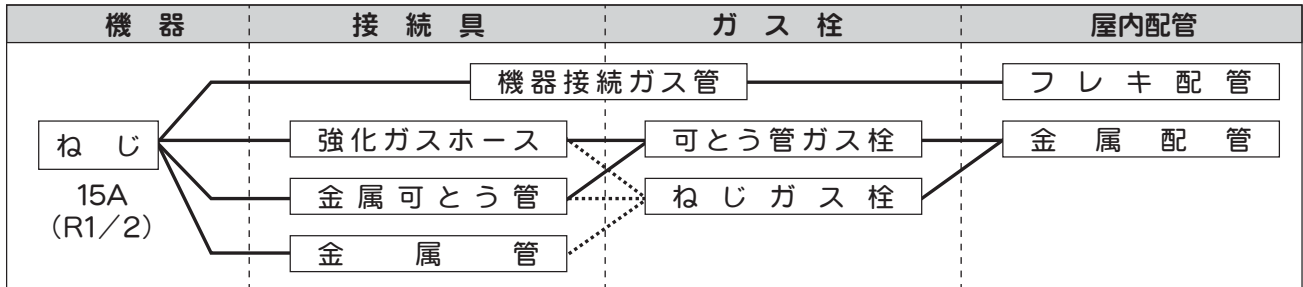 機器 接続具 ガス栓 屋内配管
機器接続ガス管 フレキ配管
ねじ 強化ガスホース 可とう管ガス栓 金属配管
15A 金属可とう管 ねじガス栓
(R1/2)
金属管